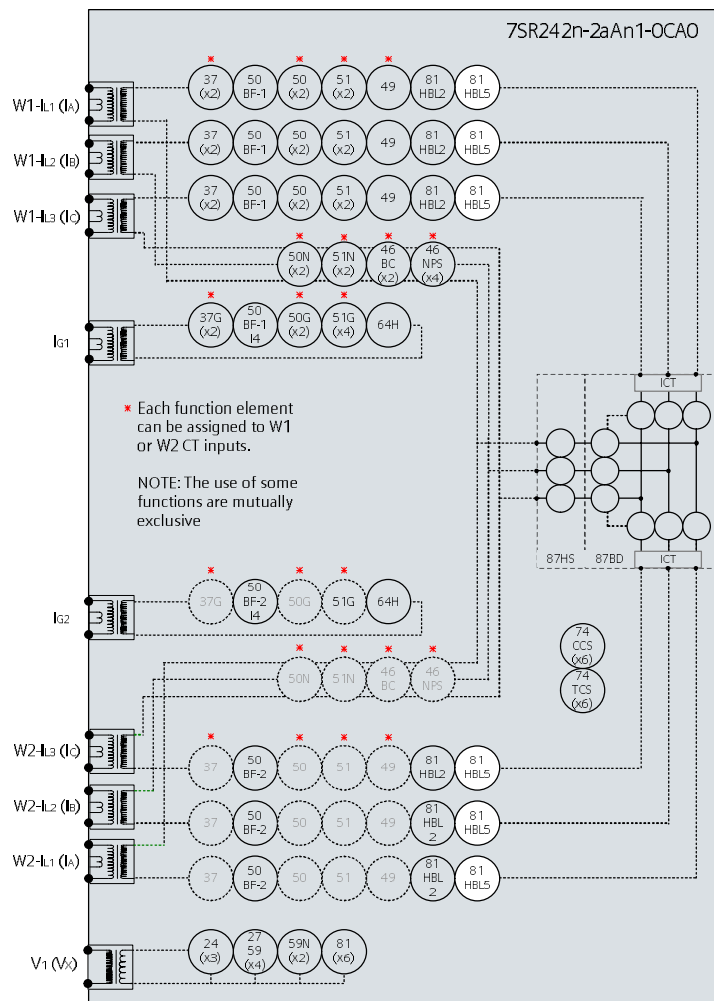 7SR242n-2aAn1-0CA0
* * * *
W1-IL1 (IA)
37 (x2)
50 BF-1
50 (x2)
51 (x2)
49
81 HBL2
81 HBL5
W1-IL2 (IB)
37 (x2)
50 BF-1
50 (x2)
51 (x2)
49
81 HBL2
81 HBL5
W1-IL3 (IC)
37 (x2)
50 BF-1
50 (x2)
51 (x2)
49
81 HBL2
81 HBL5
* * * *
50N (x2)
51N (x2)
46 BC (x2)
46 NPS (x4)
* * *
IG1
37G (x2)
50 BF-1 I4
50G (x2)
51G (x4)
64H
ICT
* Each function element
can be assigned to W1
or W2 CT inputs.
NOTE: The use of some
functions are mutually
exclusive
87HS
87BD
ICT
* * *
IG2
37G
50 BF-2 I4
50G
51G
64H
74 CCS (x6)
74 TCS (x6)
* * * *
50N
51N
46 BC
46 NPS
* * * *
W2-IL3 (IC)
37
50 BF-2
50
51
49
81 HBL2
81 HBL5
W2-IL2 (IB)
37
50 BF-2
50
51
49
81 HBL 2
81 HBL5
W2-IL1 (IA)
37
50 BF-2
50
51
49
81 HBL 2
81 HBL5
V1 (VX)
24 (x3)
27 59 (x4)
59N (x2)
81 (x6)